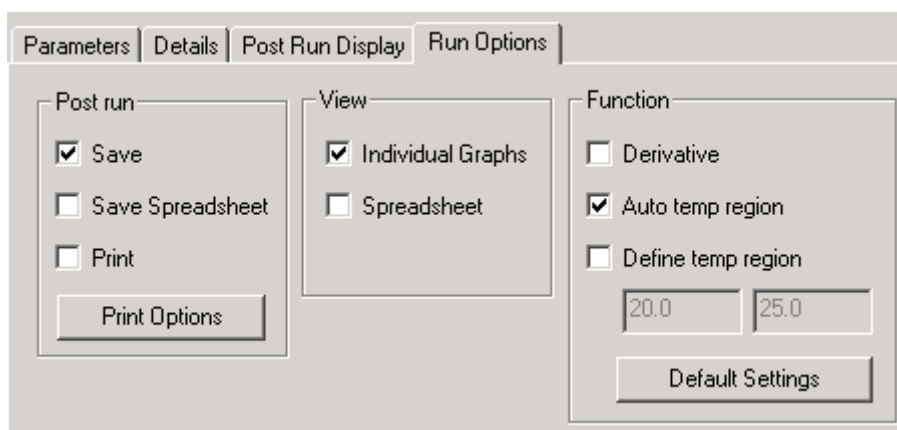 Parameters Details Post Run Display Run Options
Post run
Save
Save Spreadsheet
Print
Print Options
View
Individual Graphs
Spreadsheet
Function
Derivative
Auto temp region
Define temp region
20.0 25.0
Default Settings